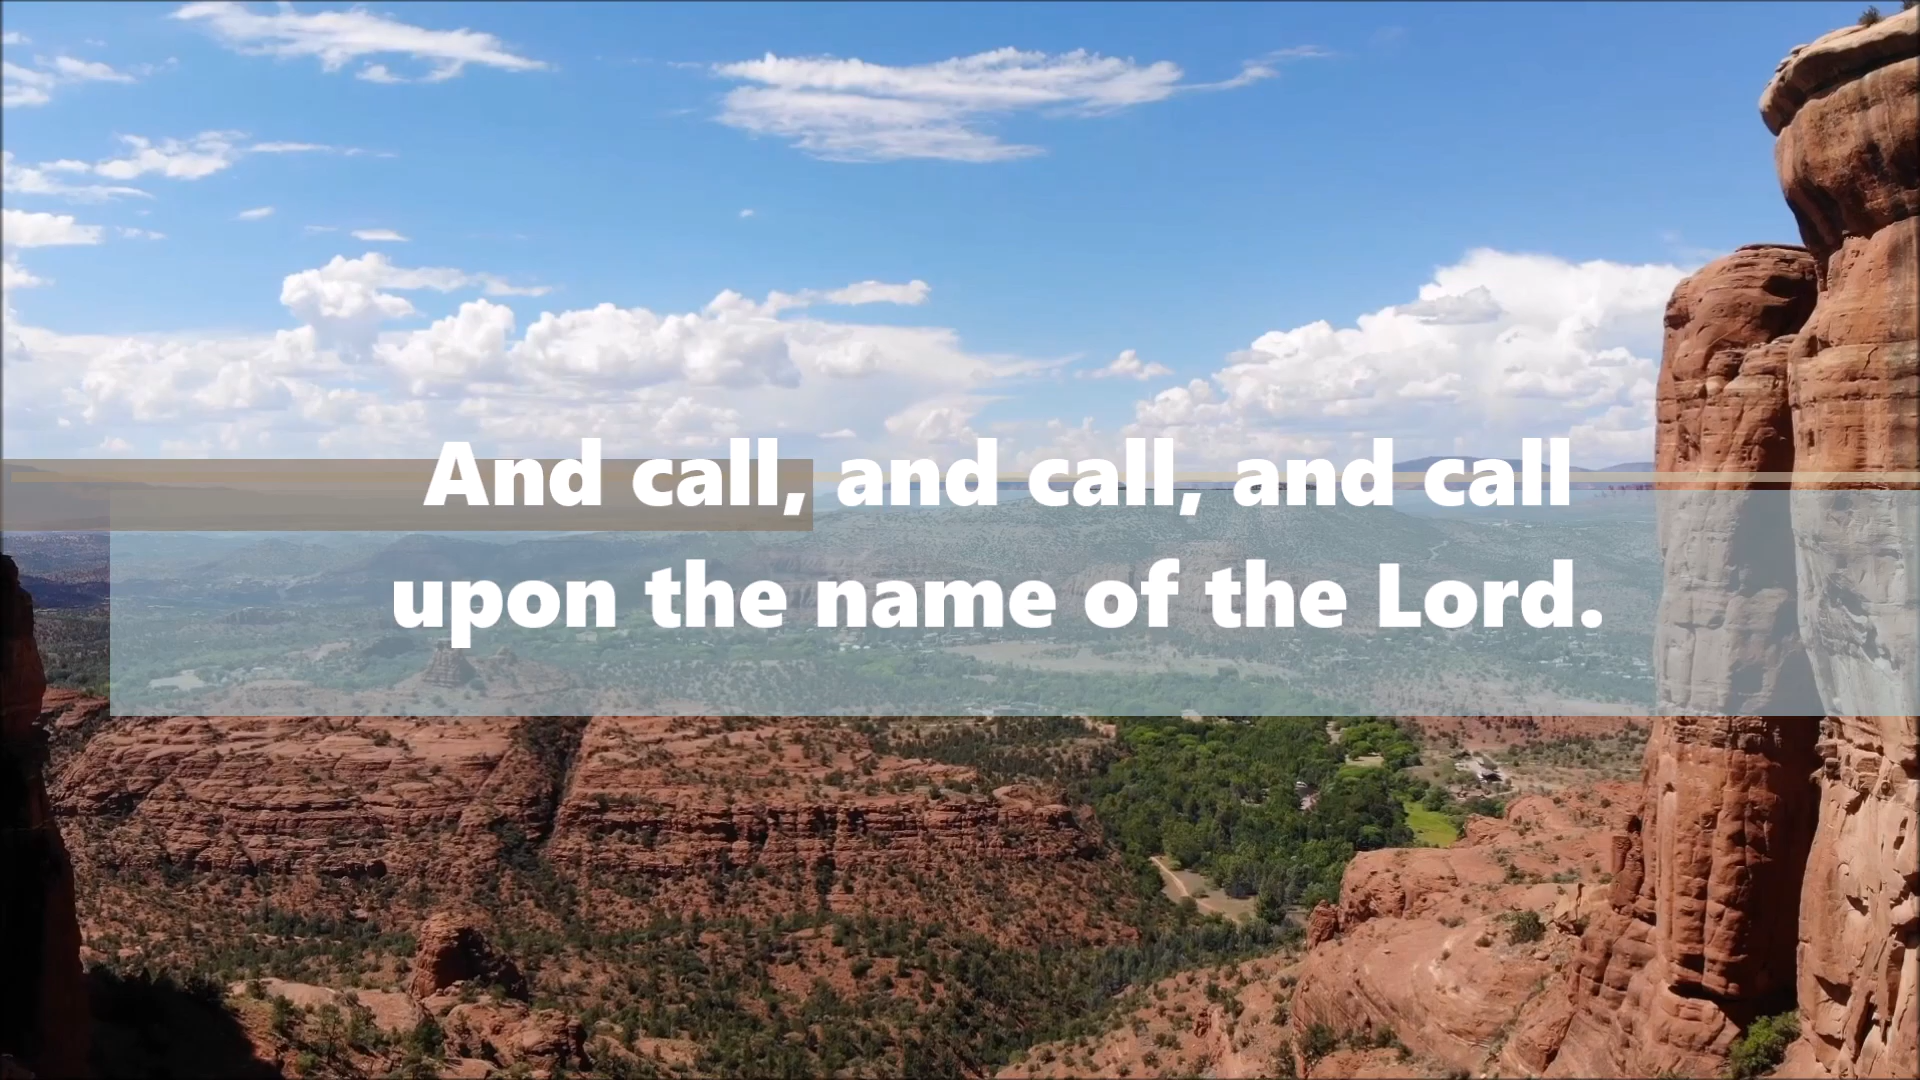 And call, and call, and call
upon the name of the Lord.